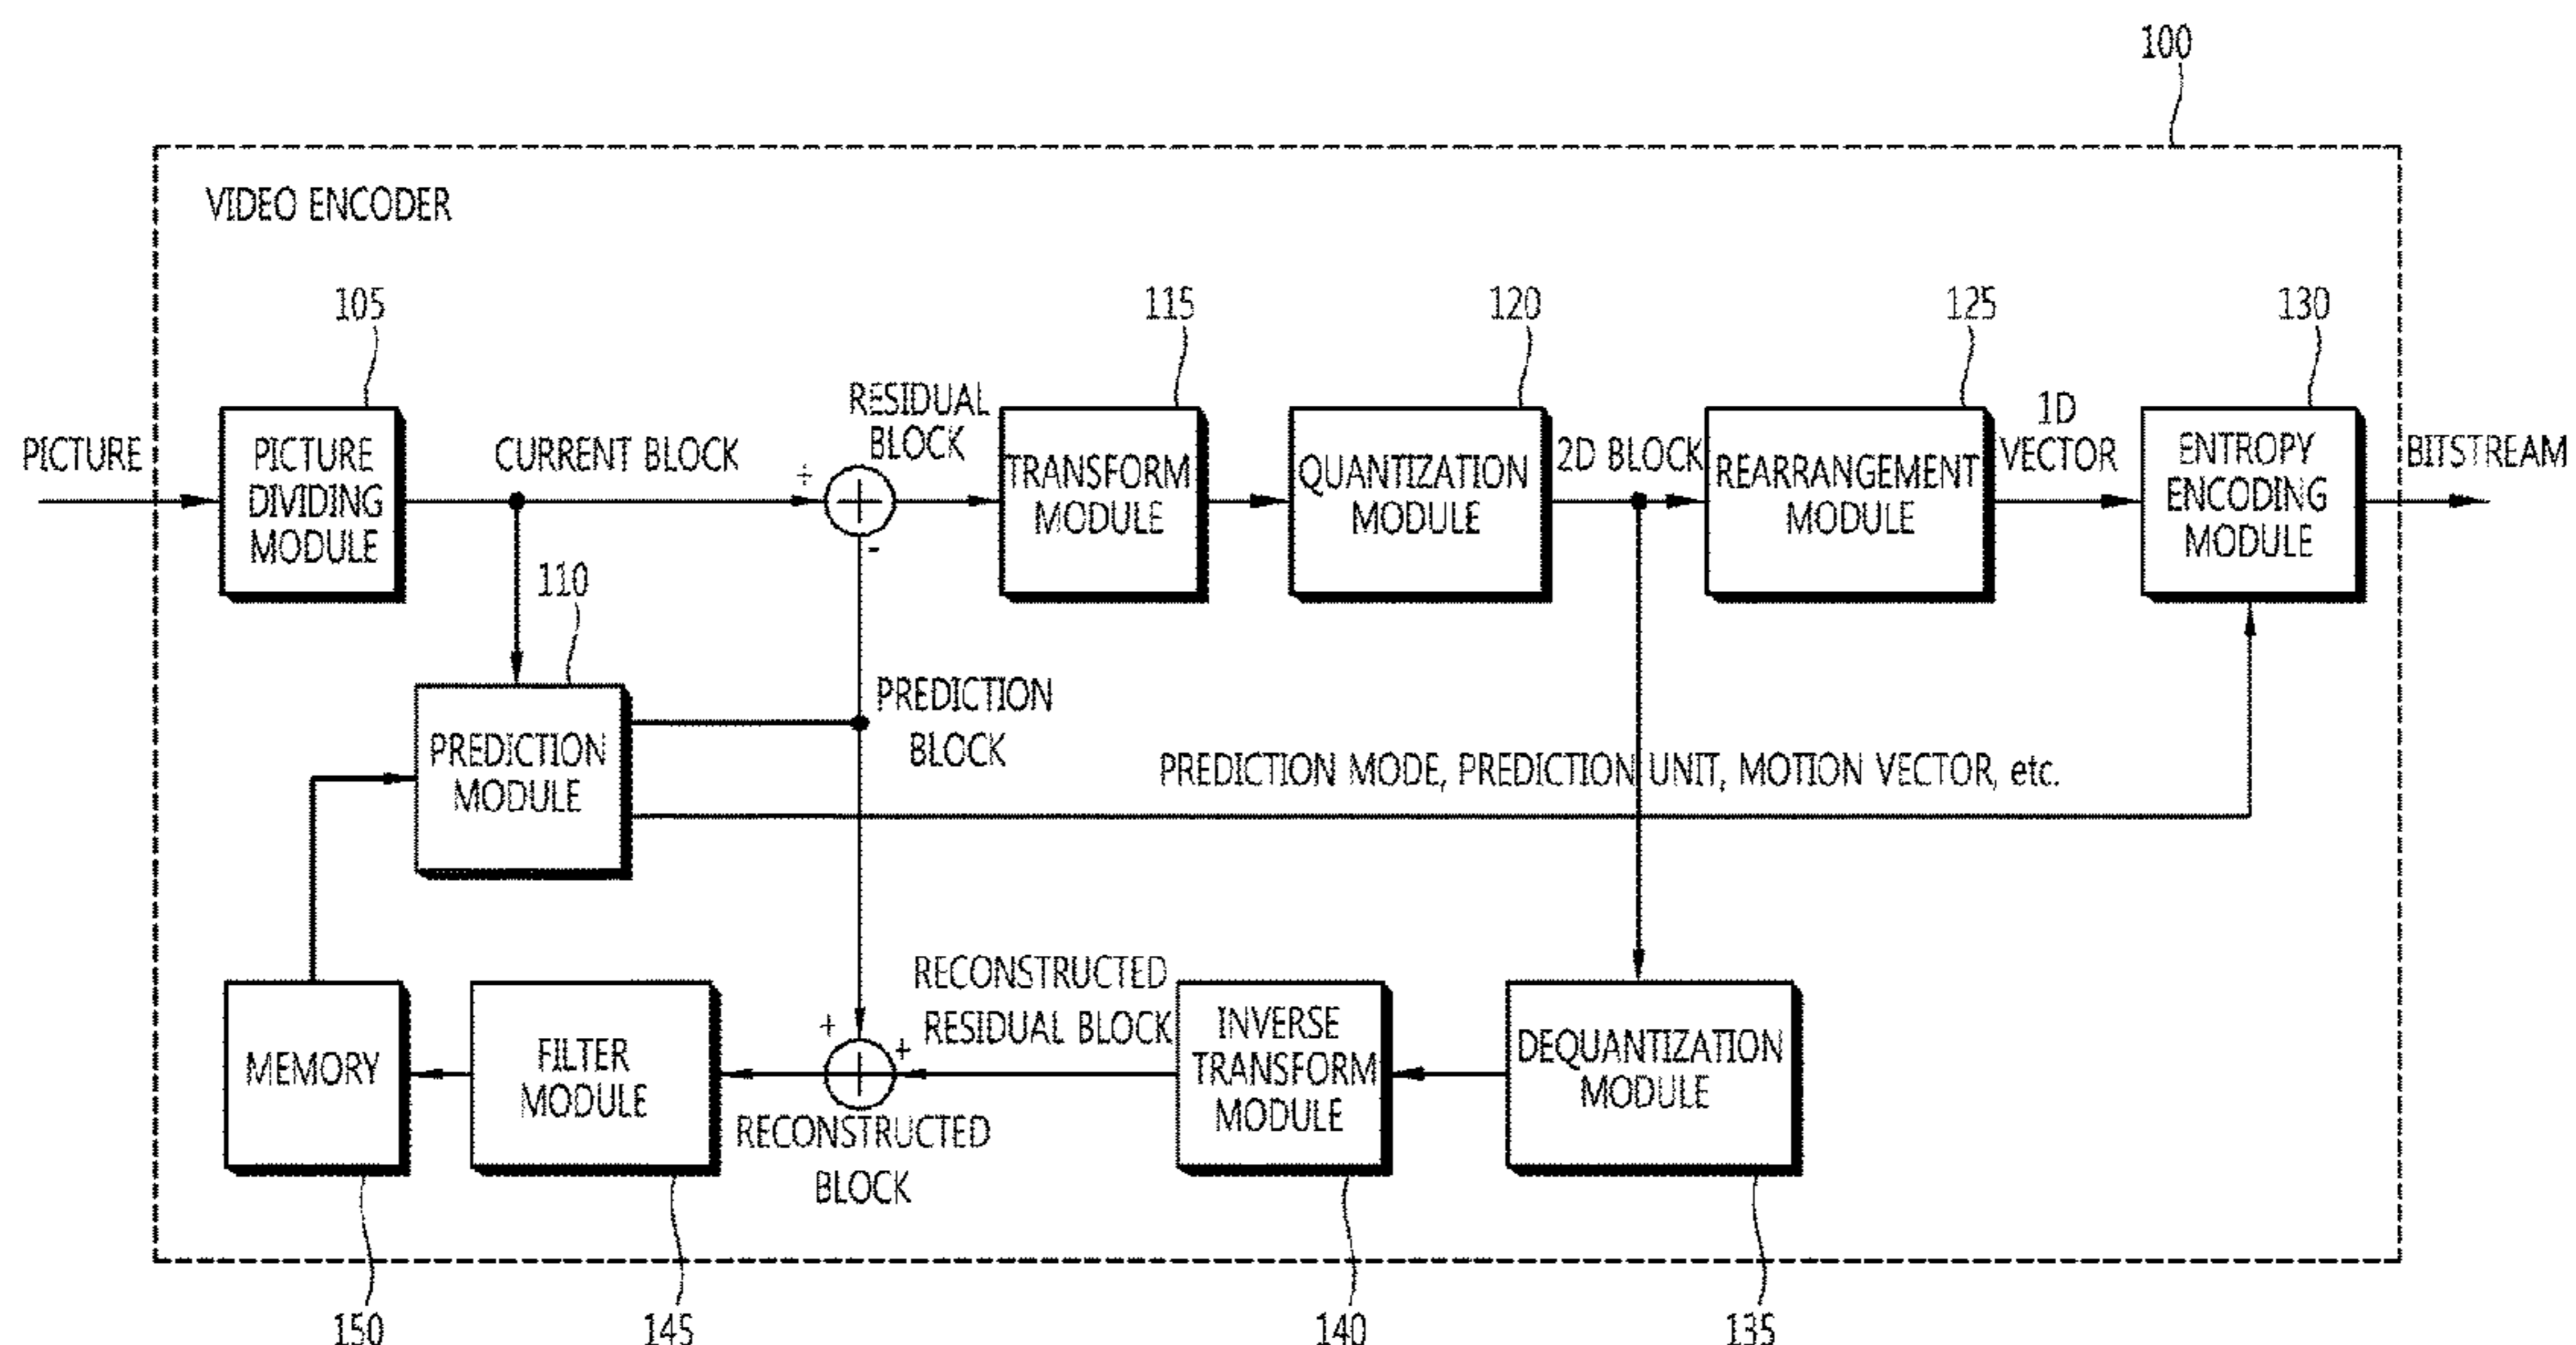 100
VIDEO ENCODER
105
115
120
125
130
PICTURE
PICTURE
DIVIDING
MODULE
CURRENT BLOCK
+
-
RESIDUAL
BLOCK
TRANSFORM
MODULE
QUANTIZATION
MODULE
2D BLOCK
REARRANGEMENT
MODULE
1D
VECTOR
ENTROPY
ENCODING
MODULE
BITSTREAM
110
PREDICTION
MODULE
PREDICTION
BLOCK
PREDICTION MODE, PREDICTION UNIT, MOTION VECTOR, etc.
MEMORY
FILTER
MODULE
+
+
RECONSTRUCTED
BLOCK
RECONSTRUCTED
RESIDUAL BLOCK
INVERSE
TRANSFORM
MODULE
DEQUANTIZATION
MODULE
150
145
140
135